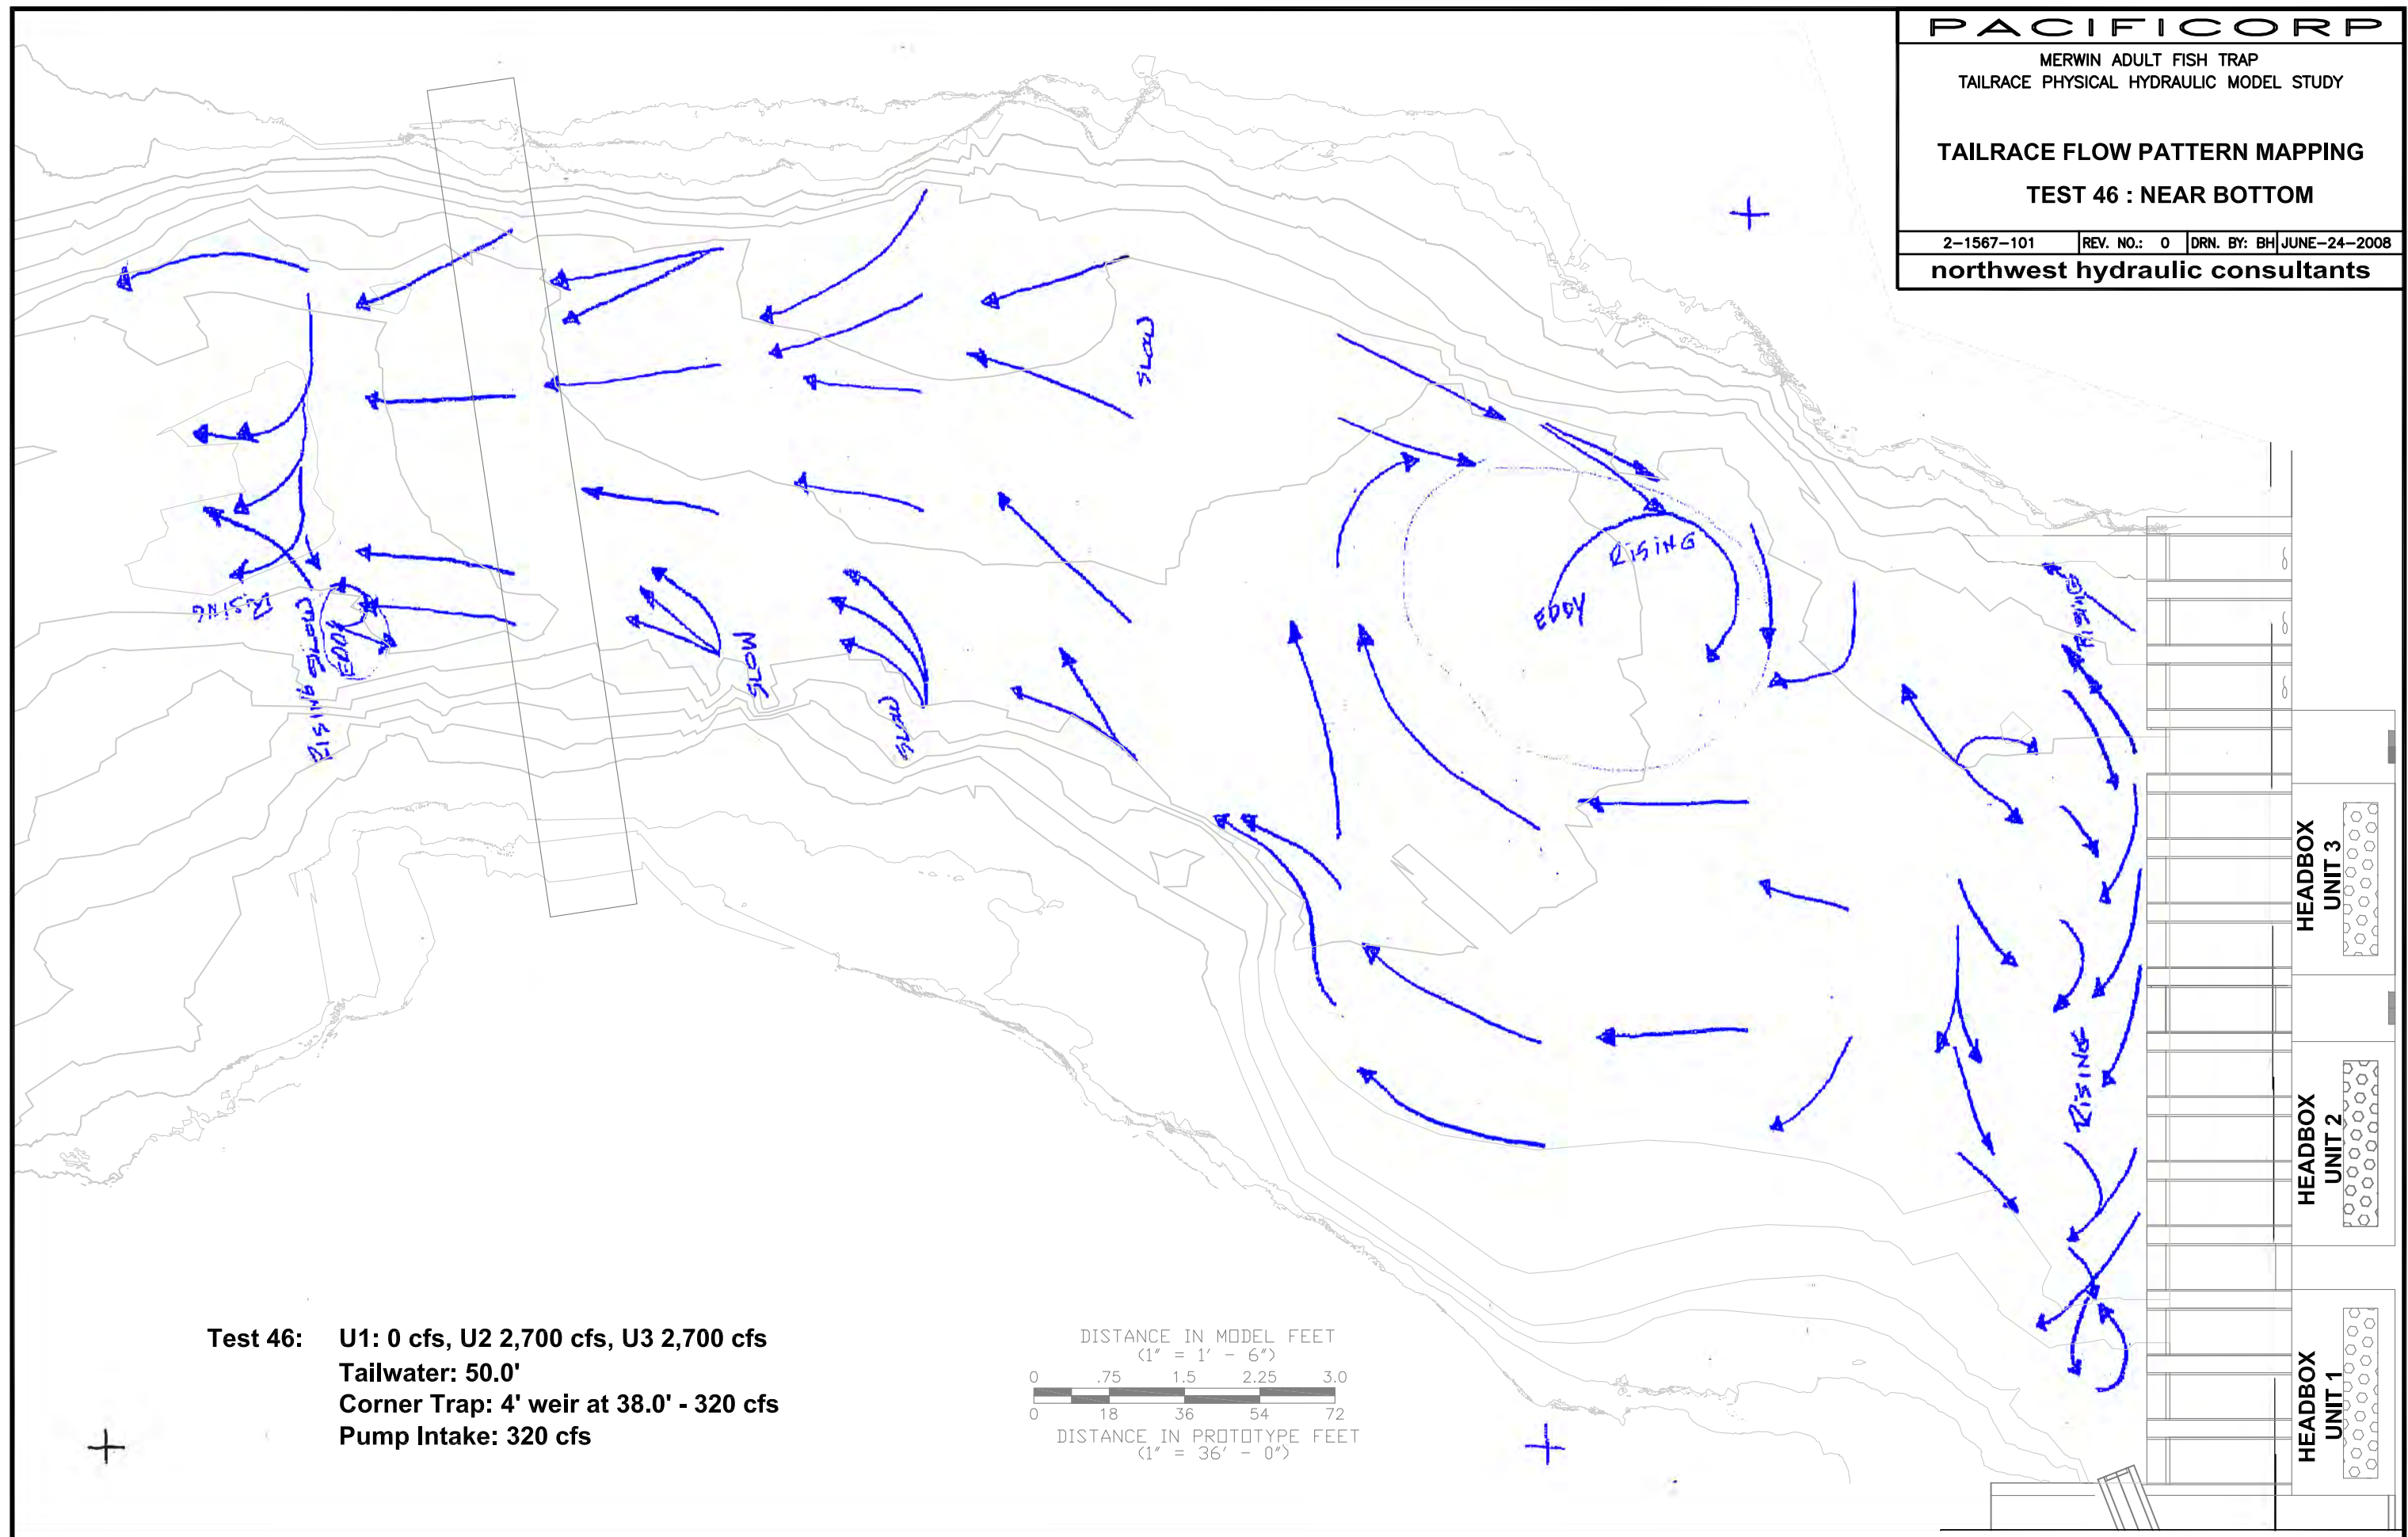 PACIFICORP
MERWIN ADULT FISH TRAP
TAILRACE PHYSICAL HYDRAULIC MODEL STUDY
TAILRACE FLOW PATTERN MAPPING
TEST 46 : NEAR BOTTOM
2-1567-101 REV. NO.: 0 DRN. BY: BH JUNE-24-2008
northwest hydraulic consultants
SLOW
RISING
EDDY
RISING
RISING
RISING SLOW
EDDY
SLOW
SLOW
RISING
HEADBOX
UNIT 3
HEADBOX
UNIT 2
HEADBOX
UNIT 1
Test 46: U1: 0 cfs, U2 2,700 cfs, U3 2,700 cfs
Tailwater: 50.0'
Corner Trap: 4' weir at 38.0' - 320 cfs
Pump Intake: 320 cfs
DISTANCE IN MODEL FEET
(1" = 1' - 6")
0 .75 1.5 2.25 3.0
0 18 36 54 72
DISTANCE IN PROTOTYPE FEET
(1" = 36' - 0")